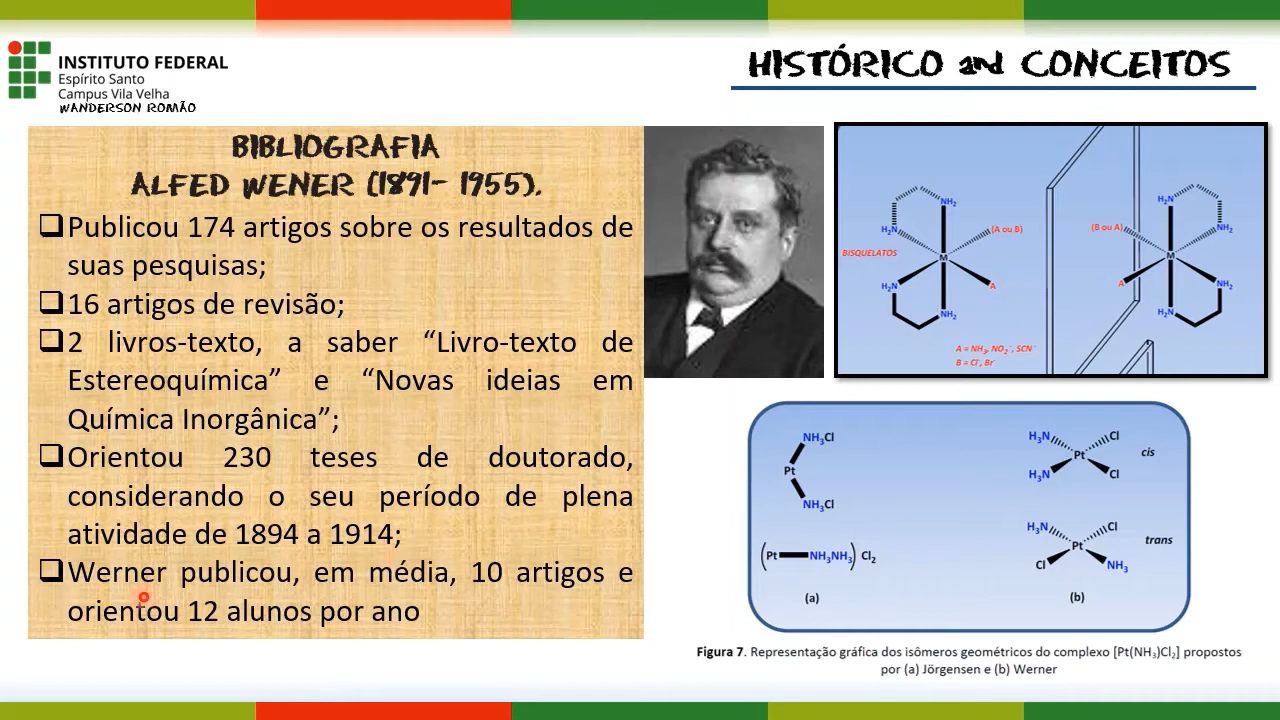 INSTITUTO FEDERAL
Espírito Santo
Campus Vila Velha
WANDERSON ROMÃO
HISTÓRICO and CONCEITOS
BIBLIOGRAFIA
ALFED WENER (1891- 1955).
❑Publicou 174 artigos sobre os resultados de
suas pesquisas;
❑16 artigos de revisão;
❑2 livros-texto, a saber “Livro-texto de
Estereoquímica” e “Novas ideias em
Química Inorgânica”;
❑Orientou 230 teses de doutorado,
considerando o seu período de plena
atividade de 1894 a 1914;
❑Werner publicou, em média, 10 artigos e
orientou 12 alunos por ano
NH₂
H₂N
(A ou B)
BISQUELATOS
M
H₂N
A
NH₂
H₂N
(B ou A)
NH₂
M
A
NH₂
H₂N
A = NH₃, NO₂⁻, SCN⁻
B = Cl⁻, Br⁻
NH₃Cl
Pt
NH₃Cl
(Pt NH₃NH₃) Cl₂
(a)
H₃N Cl
Pt
cis
H₃N Cl
H₃N Cl
Pt
trans
Cl NH₃
(b)
Figura 7. Representação gráfica dos isômeros geométricos do complexo [Pt(NH₃)Cl₂] propostos
por (a) Jörgensen e (b) Werner